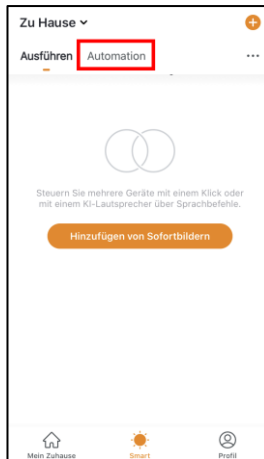 Zu Hause
Ausführen Automation
Steuern Sie mehrere Geräte mit einem Klick oder
mit einem KI-Lautsprecher über Sprachbefehle.
Hinzufügen von Sofortbildern
Mein Zuhause Smart Profil